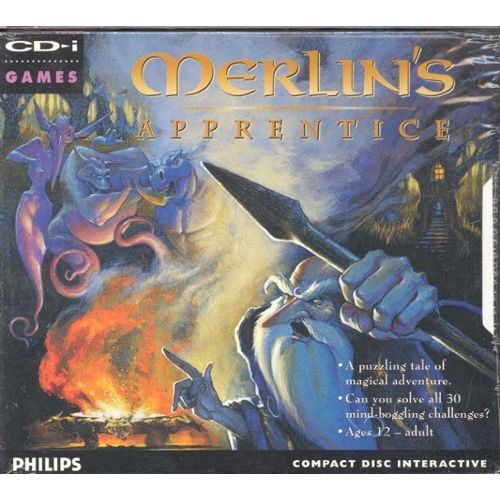 CD-i
GAMES
MERLIN'S
APPRENTICE
• A puzzling tale of
magical adventure.
• Can you solve all 30
mind-boggling challenges?
• Ages 12 – adult
PHILIPS
COMPACT DISC INTERACTIVE